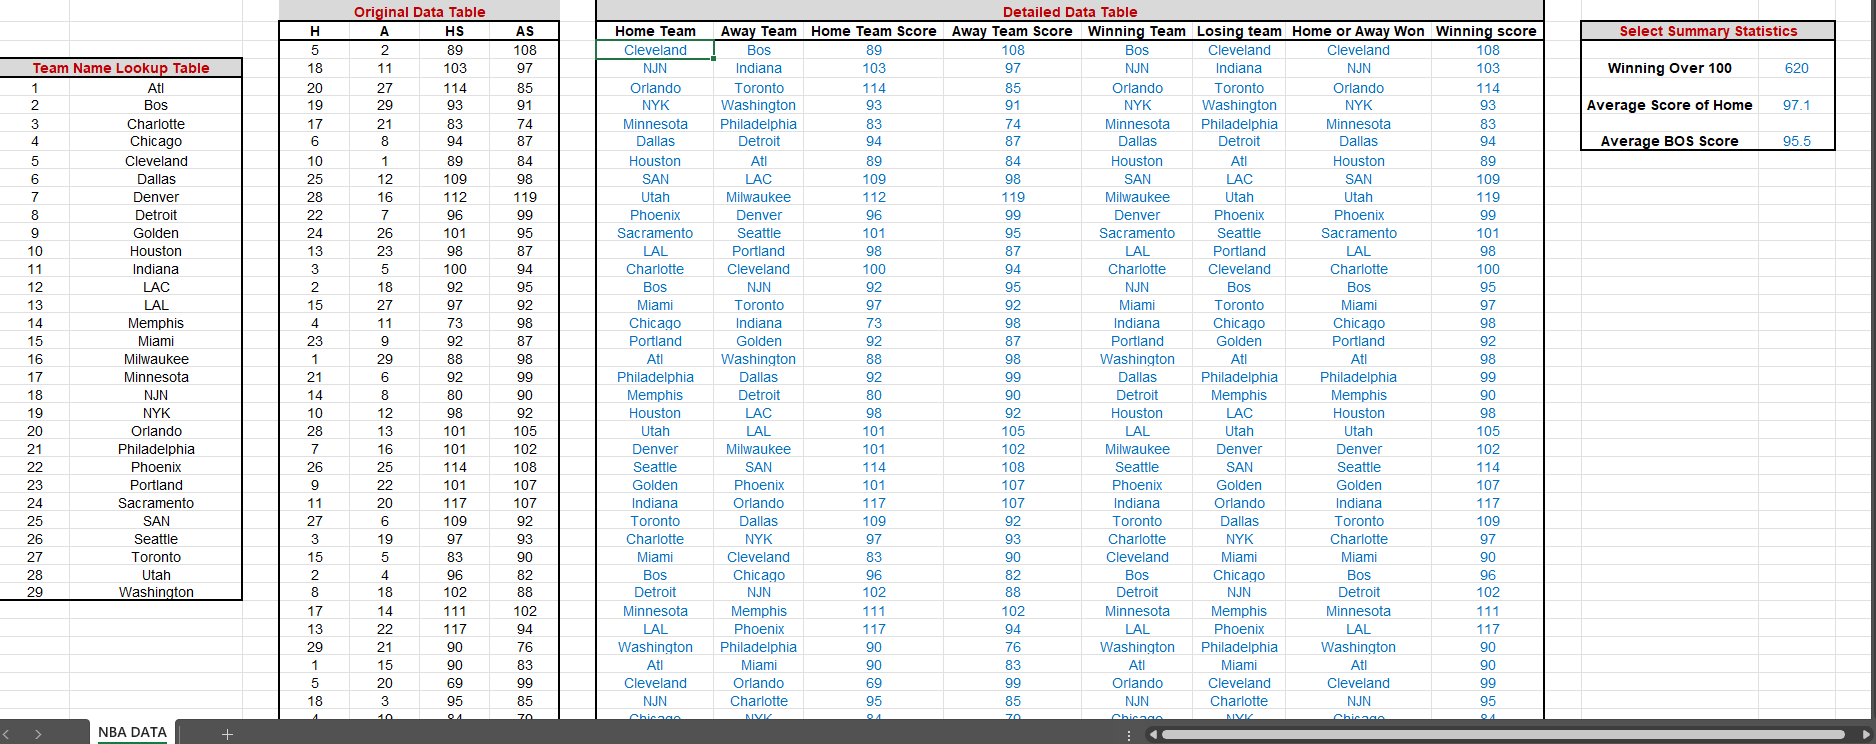 Original Data Table Detailed Data Table
H A HS AS Home Team Away Team Home Team Score Away Team Score Winning Team Losing team Home or Away Won Winning score Select Summary Statistics
5 2 89 108 Cleveland Bos 89 108 Bos Cleveland Cleveland 108
Team Name Lookup Table 18 11 103 97 NJN Indiana 103 97 NJN Indiana NJN 103 Winning Over 100 620
1 Atl 20 27 114 85 Orlando Toronto 114 85 Orlando Toronto Orlando 114
2 Bos 19 29 93 91 NYK Washington 93 91 NYK Washington NYK 93 Average Score of Home 97.1
3 Charlotte 17 21 83 74 Minnesota Philadelphia 83 74 Minnesota Philadelphia Minnesota 83
4 Chicago 6 8 94 87 Dallas Detroit 94 87 Dallas Detroit Dallas 94 Average BOS Score 95.5
5 Cleveland 10 1 89 84 Houston Atl 89 84 Houston Atl Houston 89
6 Dallas 25 12 109 98 SAN LAC 109 98 SAN LAC SAN 109
7 Denver 28 16 112 119 Utah Milwaukee 112 119 Milwaukee Utah Utah 119
8 Detroit 22 7 96 99 Phoenix Denver 96 99 Denver Phoenix Phoenix 99
9 Golden 24 26 101 95 Sacramento Seattle 101 95 Sacramento Seattle Sacramento 101
10 Houston 13 23 98 87 LAL Portland 98 87 LAL Portland LAL 98
11 Indiana 3 5 100 94 Charlotte Cleveland 100 94 Charlotte Cleveland Charlotte 100
12 LAC 2 18 92 95 Bos NJN 92 95 NJN Bos Bos 95
13 LAL 15 27 97 92 Miami Toronto 97 92 Miami Toronto Miami 97
14 Memphis 4 11 73 98 Chicago Indiana 73 98 Indiana Chicago Chicago 98
15 Miami 23 9 92 87 Portland Golden 92 87 Portland Golden Portland 92
16 Milwaukee 1 29 88 98 Atl Washington 88 98 Washington Atl Atl 98
17 Minnesota 21 6 92 99 Philadelphia Dallas 92 99 Dallas Philadelphia Philadelphia 99
18 NJN 14 8 80 90 Memphis Detroit 80 90 Detroit Memphis Memphis 90
19 NYK 10 12 98 92 Houston LAC 98 92 Houston LAC Houston 98
20 Orlando 28 13 101 105 Utah LAL 101 105 LAL Utah Utah 105
21 Philadelphia 7 16 101 102 Denver Milwaukee 101 102 Milwaukee Denver Denver 102
22 Phoenix 26 25 114 108 Seattle SAN 114 108 Seattle SAN Seattle 114
23 Portland 9 22 101 107 Golden Phoenix 101 107 Phoenix Golden Golden 107
24 Sacramento 11 20 117 107 Indiana Orlando 117 107 Indiana Orlando Indiana 117
25 SAN 27 6 109 92 Toronto Dallas 109 92 Toronto Dallas Toronto 109
26 Seattle 3 19 97 93 Charlotte NYK 97 93 Charlotte NYK Charlotte 97
27 Toronto 15 5 83 90 Miami Cleveland 83 90 Cleveland Miami Miami 90
28 Utah 2 4 96 82 Bos Chicago 96 82 Bos Chicago Bos 96
29 Washington 8 18 102 88 Detroit NJN 102 88 Detroit NJN Detroit 102
17 14 111 102 Minnesota Memphis 111 102 Minnesota Memphis Minnesota 111
13 22 117 94 LAL Phoenix 117 94 LAL Phoenix LAL 117
29 21 90 76 Washington Philadelphia 90 76 Washington Philadelphia Washington 90
1 15 90 83 Atl Miami 90 83 Atl Miami Atl 90
5 20 69 99 Cleveland Orlando 69 99 Orlando Cleveland Cleveland 99
18 3 95 85 NJN Charlotte 95 85 NJN Charlotte NJN 95
4 19 84 79 Chicago NYK 84 79 Chicago NYK Chicago 84
NBA DATA